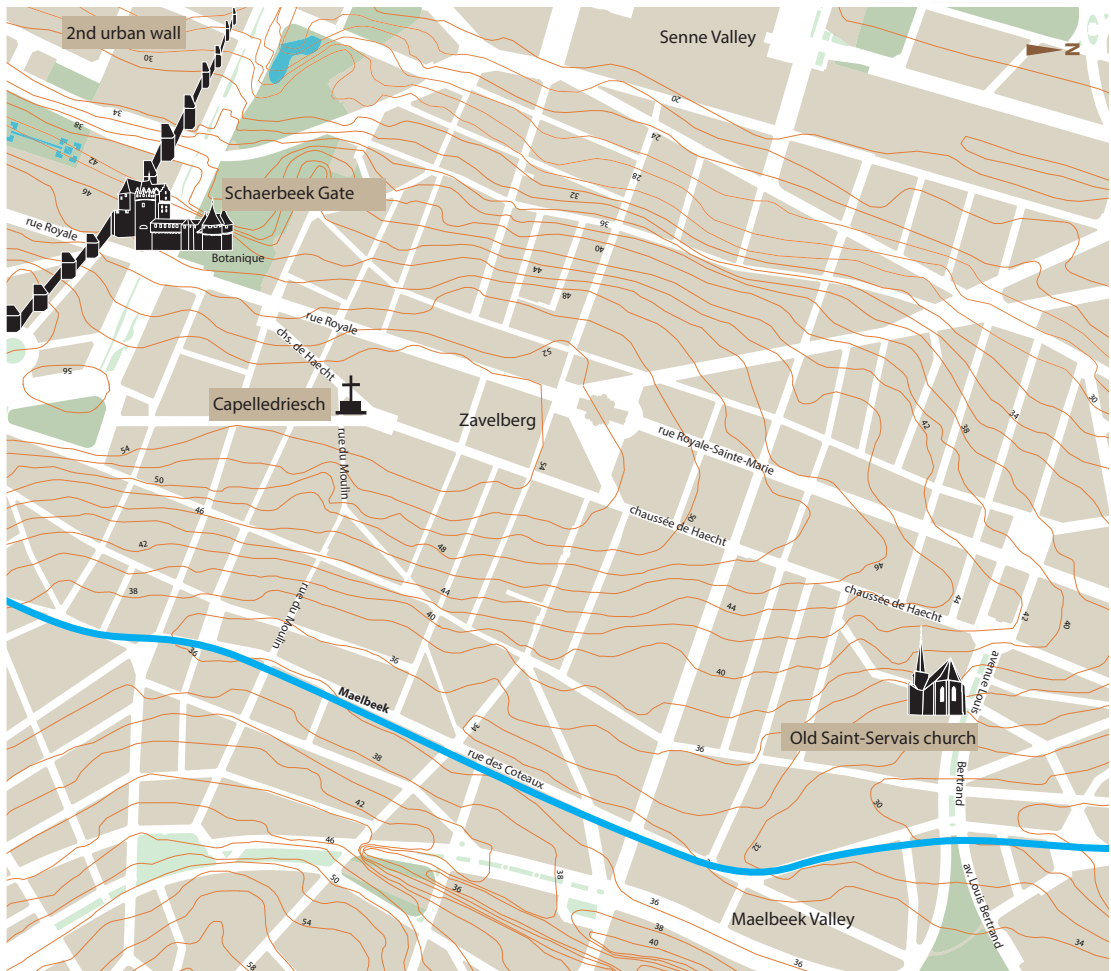 2nd urban wall
Senne Valley
N
30
34
38
42
46
20
24
28
32
36
40
44
48
Schaerbeek Gate
rue Royale
Botanique
rue Royale
chs. de Haecht
52
56
Capelledriesch
Zavelberg
rue du Moulin
54
50
46
42
38
54
rue Royale-Sainte-Marie
42
38
34
30
50
chaussée de Haecht
48
44
40
46
44
chaussée de Haecht
44
42
40
rue du Moulin
36
36
40
avenue Louis
Maelbeek
34
36
Old Saint-Servais church
38
rue des Coteaux
Bertrand
42
30
46
32
50
36
38
av. Louis Bertrand
54
36
38
40
Maelbeek Valley
34
58
36